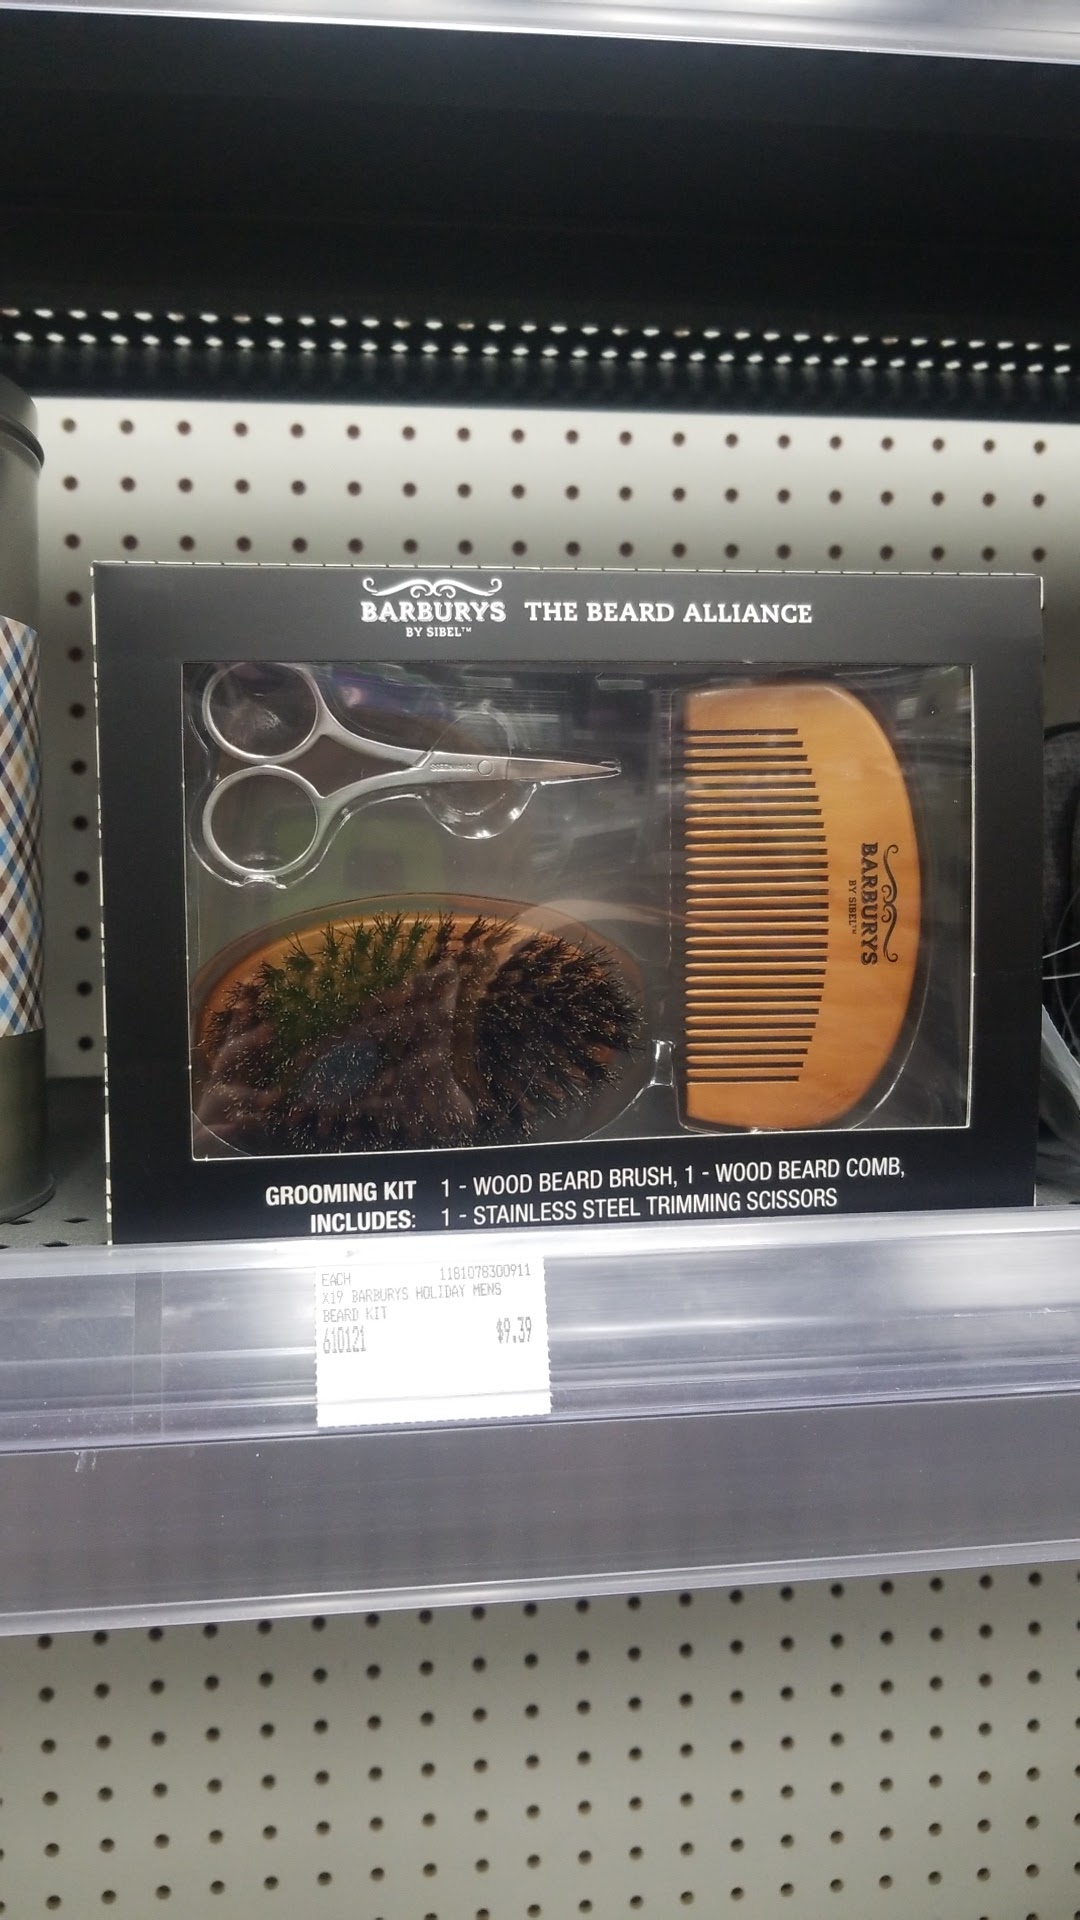 BARBURYS THE BEARD ALLIANCE
BY SIBEL™
BARBURYS
BY SIBEL™
GROOMING KIT 1 - WOOD BEARD BRUSH, 1 - WOOD BEARD COMB,
INCLUDES: 1 - STAINLESS STEEL TRIMMING SCISSORS
EACH 1181078300911
X19 BARBURYS HOLIDAY MENS
BEARD KIT
610121 $9.39